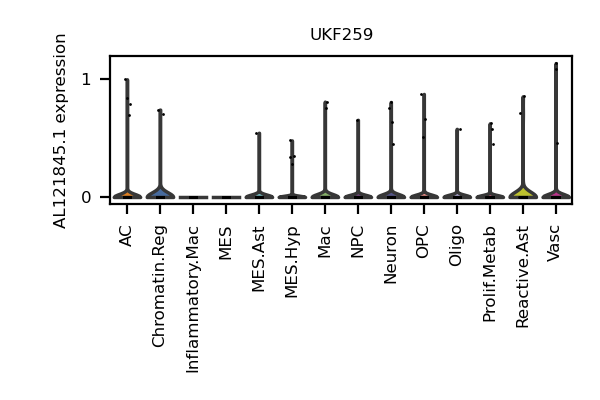 UKF259
AL121845.1 expression
1
0
AC
Chromatin.Reg
Inflammatory.Mac
MES
MES.Ast
MES.Hyp
Mac
NPC
Neuron
OPC
Oligo
Prolif.Metab
Reactive.Ast
Vasc